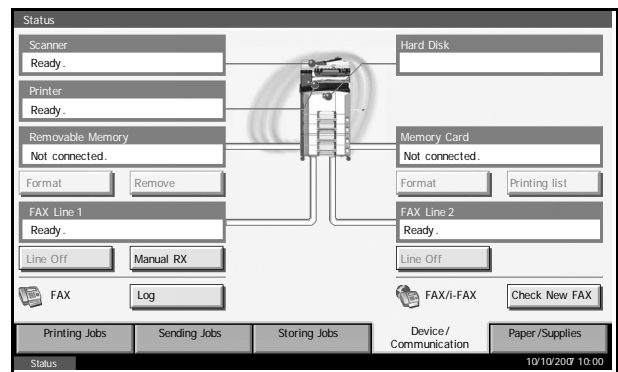 Status
Scanner
Ready.
Hard Disk
Printer
Ready.
Removable Memory
Not connected.
Memory Card
Not connected.
Format
Remove
Format
Printing list
FAX Line 1
Ready.
FAX Line 2
Ready.
Line Off
Manual RX
Line Off
FAX
Log
FAX/i-FAX
Check New FAX
Printing Jobs
Sending Jobs
Storing Jobs
Device/
Communication
Paper/Supplies
Status
10/10/2007 10:00